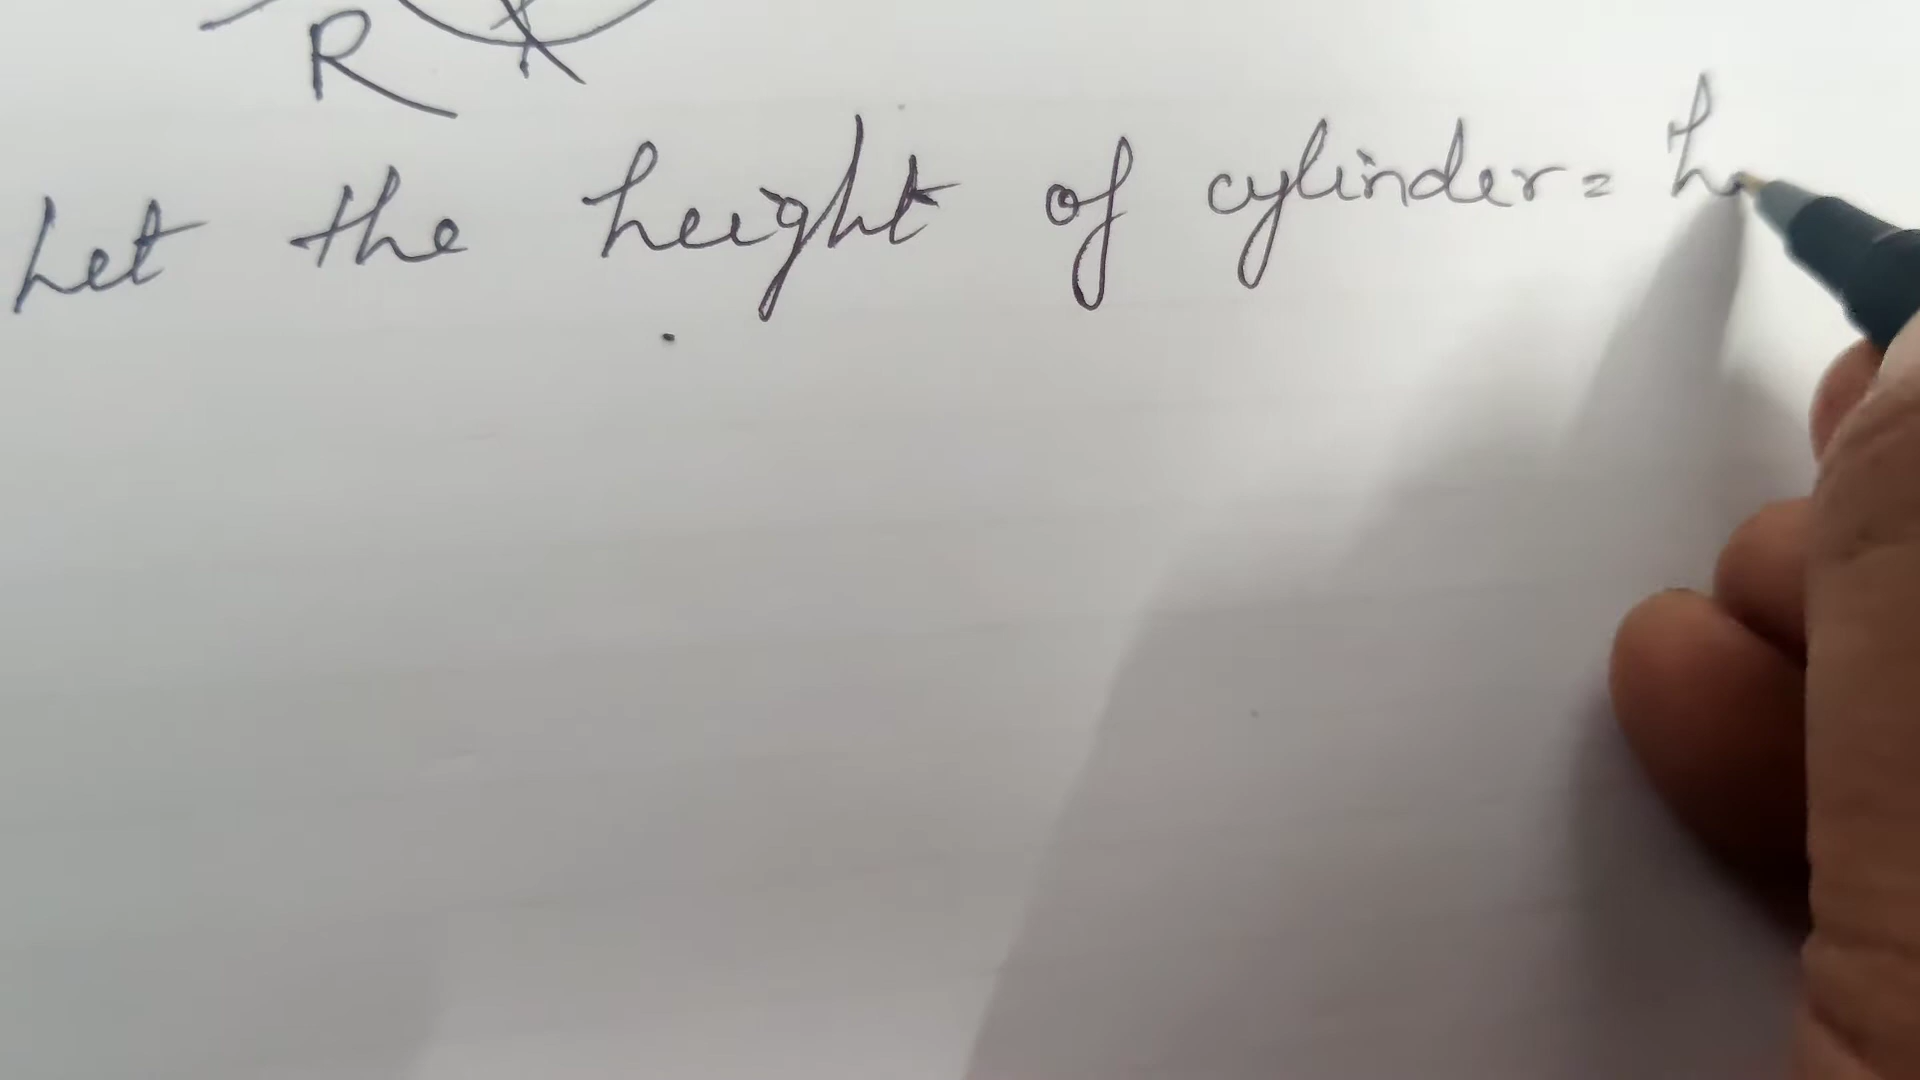 R
Let the height of cylinder = h